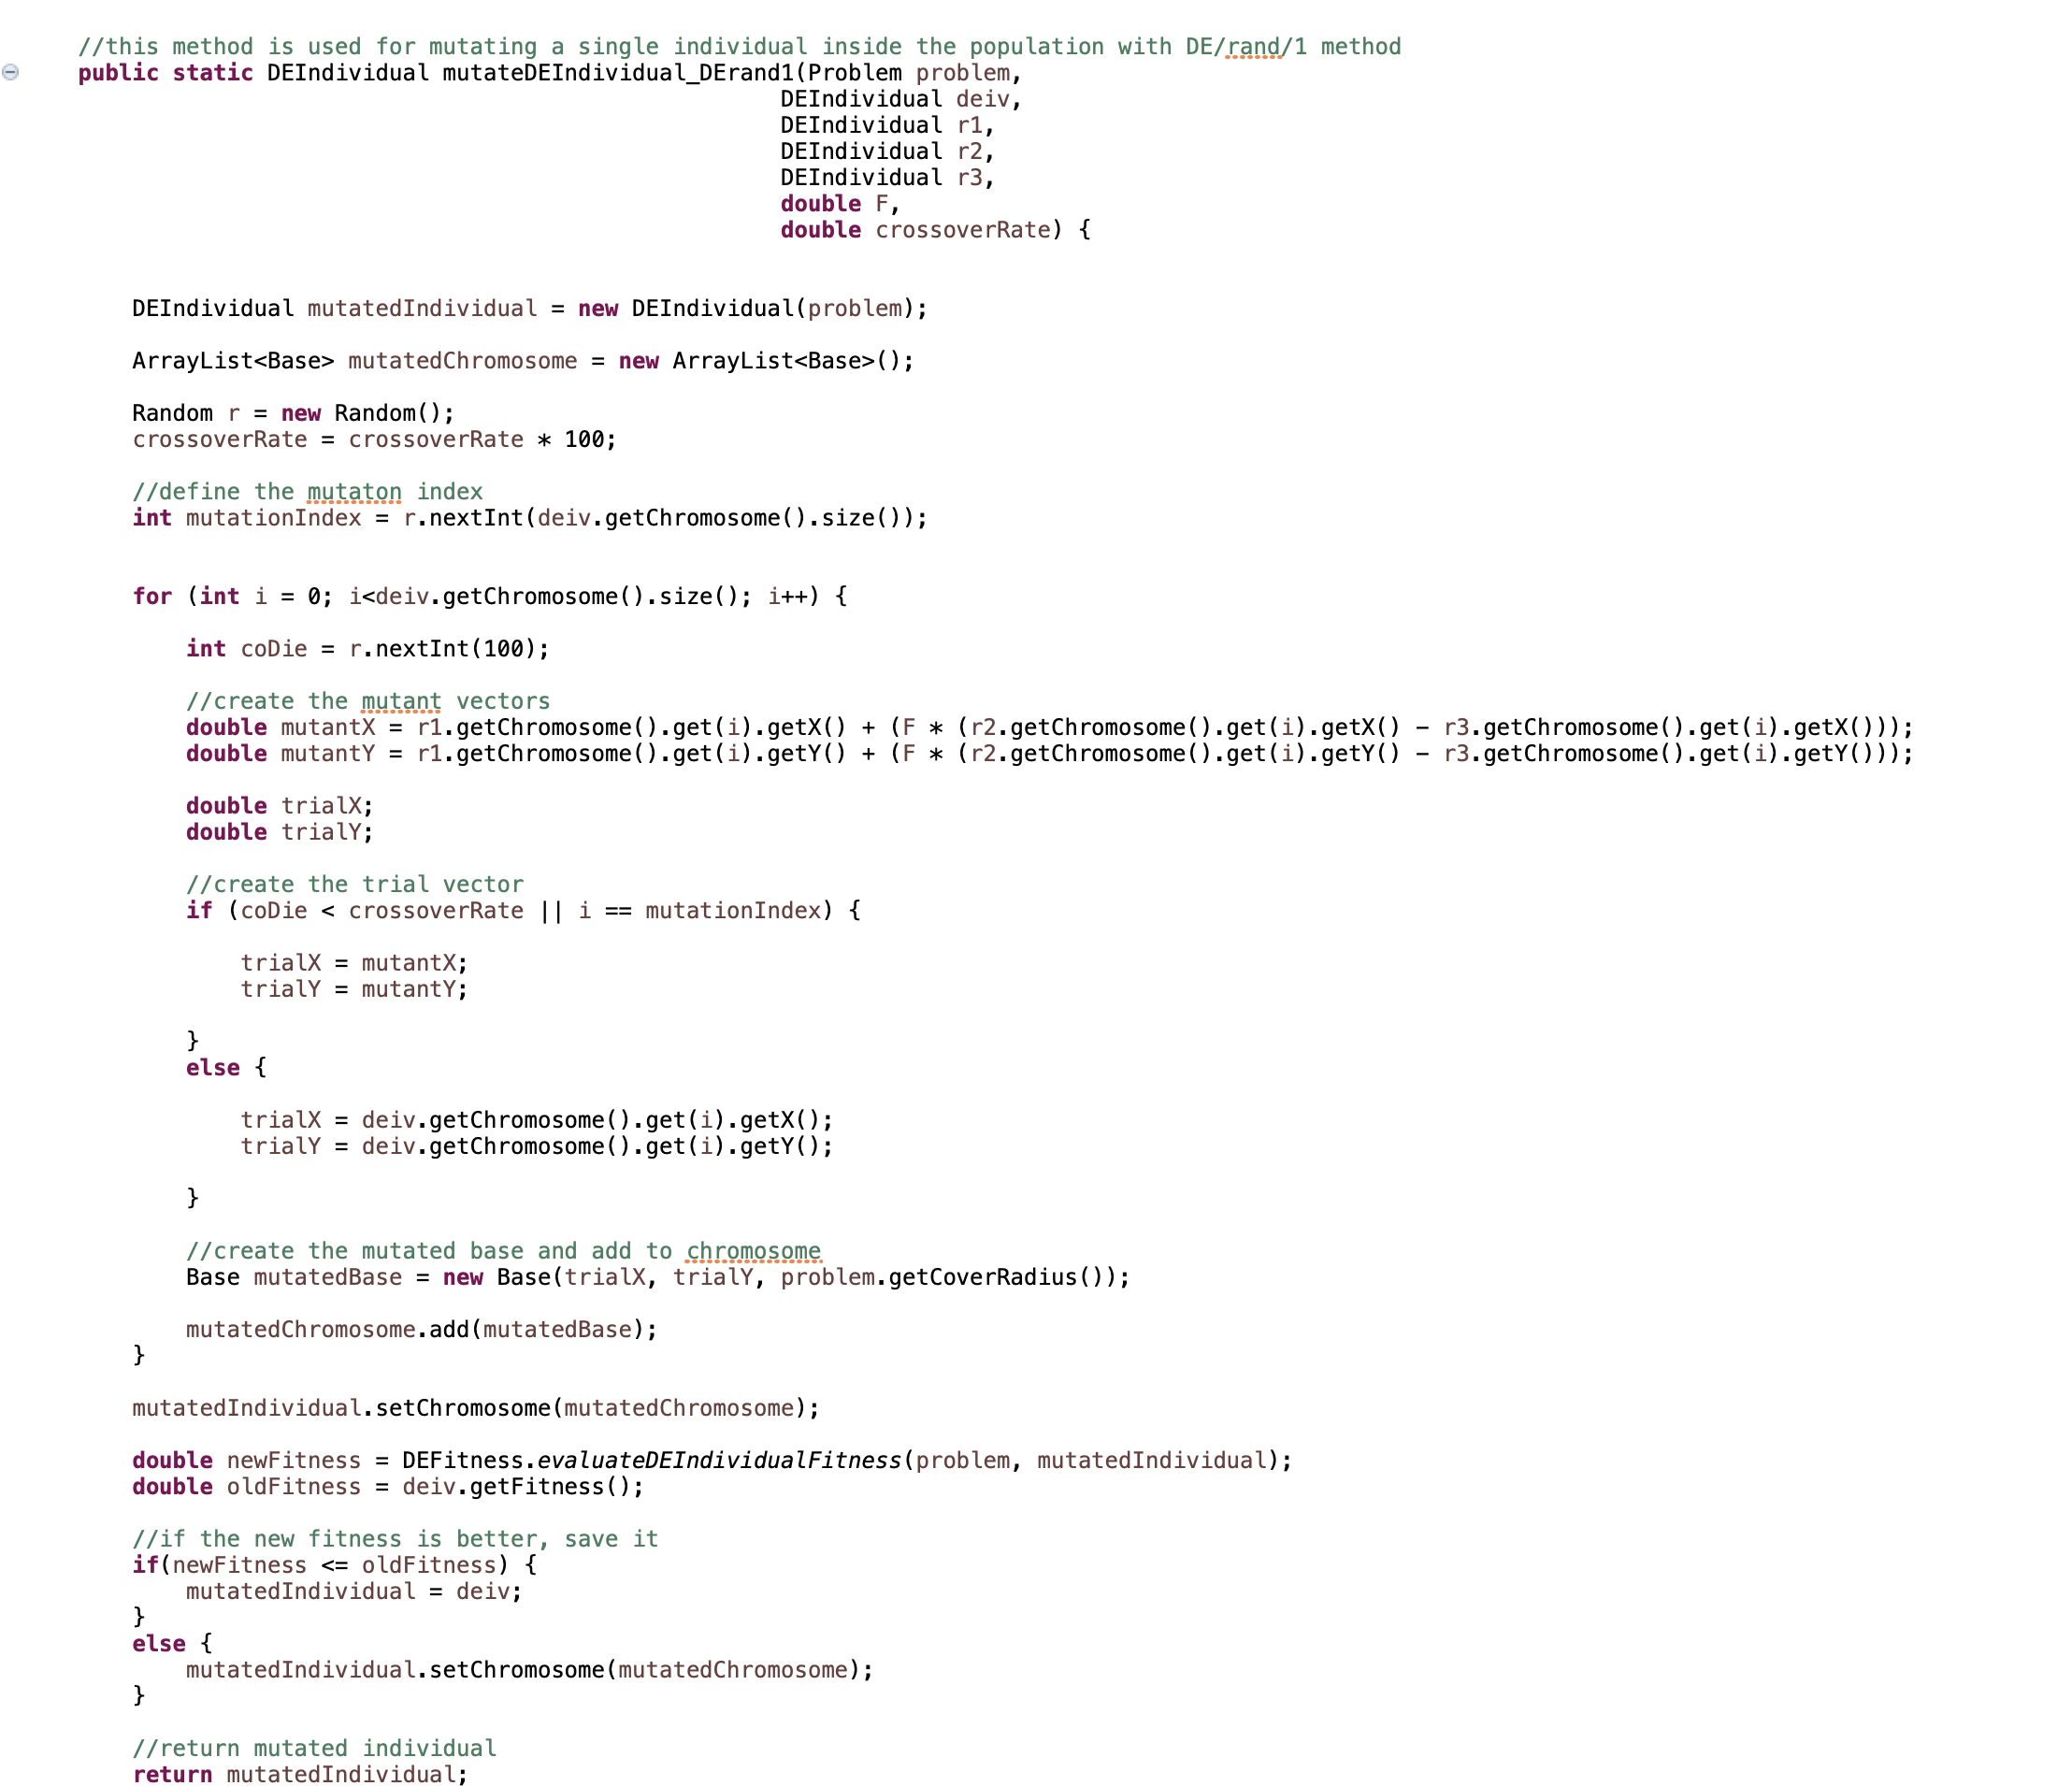 //this method is used for mutating a single individual inside the population with DE/rand/1 method
public static DEIndividual mutateDEIndividual_DErand1(Problem problem,
DEIndividual deiv,
DEIndividual r1,
DEIndividual r2,
DEIndividual r3,
double F,
double crossoverRate) {
DEIndividual mutatedIndividual = new DEIndividual(problem);
ArrayList<Base> mutatedChromosome = new ArrayList<Base>();
Random r = new Random();
crossoverRate = crossoverRate * 100;
//define the mutaton index
int mutationIndex = r.nextInt(deiv.getChromosome().size());
for (int i = 0; i<deiv.getChromosome().size(); i++) {
int coDie = r.nextInt(100);
//create the mutant vectors
double mutantX = r1.getChromosome().get(i).getX() + (F * (r2.getChromosome().get(i).getX() - r3.getChromosome().get(i).getX()));
double mutantY = r1.getChromosome().get(i).getY() + (F * (r2.getChromosome().get(i).getY() - r3.getChromosome().get(i).getY()));
double trialX;
double trialY;
//create the trial vector
if (coDie < crossoverRate || i == mutationIndex) {
trialX = mutantX;
trialY = mutantY;
}
else {
trialX = deiv.getChromosome().get(i).getX();
trialY = deiv.getChromosome().get(i).getY();
}
//create the mutated base and add to chromosome
Base mutatedBase = new Base(trialX, trialY, problem.getCoverRadius());
mutatedChromosome.add(mutatedBase);
}
mutatedIndividual.setChromosome(mutatedChromosome);
double newFitness = DEFitness.evaluateDEIndividualFitness(problem, mutatedIndividual);
double oldFitness = deiv.getFitness();
//if the new fitness is better, save it
if(newFitness <= oldFitness) {
mutatedIndividual = deiv;
}
else {
mutatedIndividual.setChromosome(mutatedChromosome);
}
//return mutated individual
return mutatedIndividual;